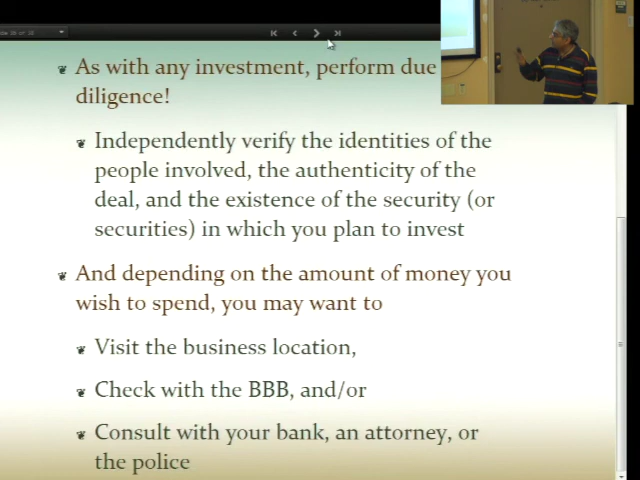 As with any investment, perform due
diligence!
Independently verify the identities of the
people involved, the authenticity of the
deal, and the existence of the security (or
securities) in which you plan to invest
And depending on the amount of money you
wish to spend, you may want to
Visit the business location,
Check with the BBB, and/or
Consult with your bank, an attorney, or
the police